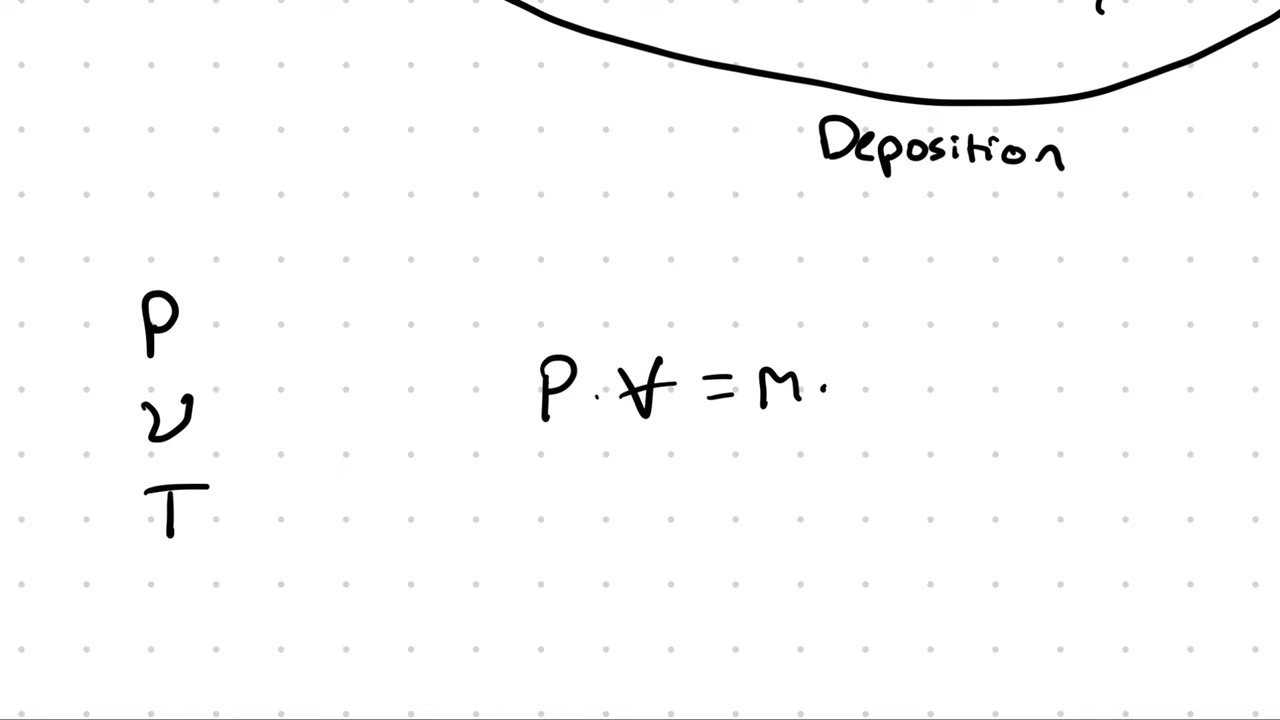 Deposition
P
P . V = m .
ν
T